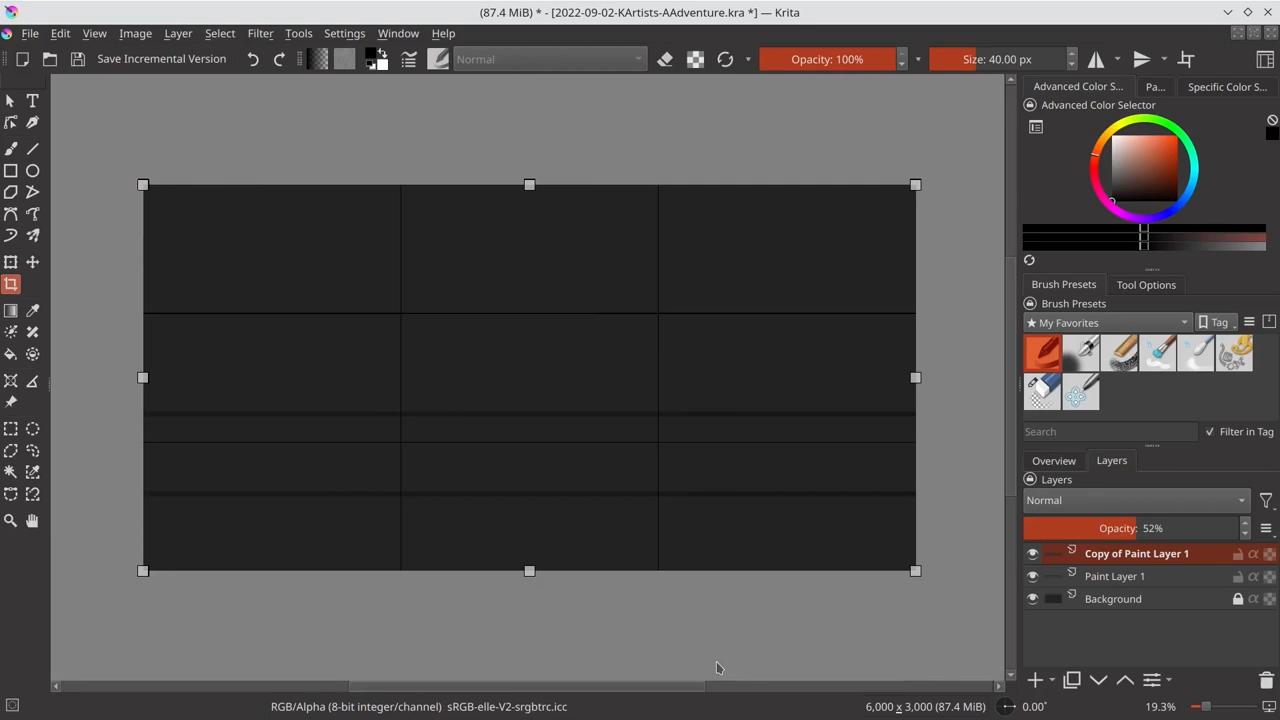 (87.4 MiB) * - [2022-09-02-KArtists-AAdventure.kra *] — Krita
File Edit View Image Layer Select Filter Tools Settings Window Help
Save Incremental Version Normal Opacity: 100% Size: 40.00 px
Advanced Color S... Pa... Specific Color S...
Advanced Color Selector
Brush Presets Tool Options
Brush Presets
★ My Favorites Tag
Search Filter in Tag
Overview Layers
Layers
Normal
Opacity: 52%
Copy of Paint Layer 1
Paint Layer 1
Background
RGB/Alpha (8-bit integer/channel) sRGB-elle-V2-srgbtrc.icc 6,000 x 3,000 (87.4 MiB) 0.00° 19.3%